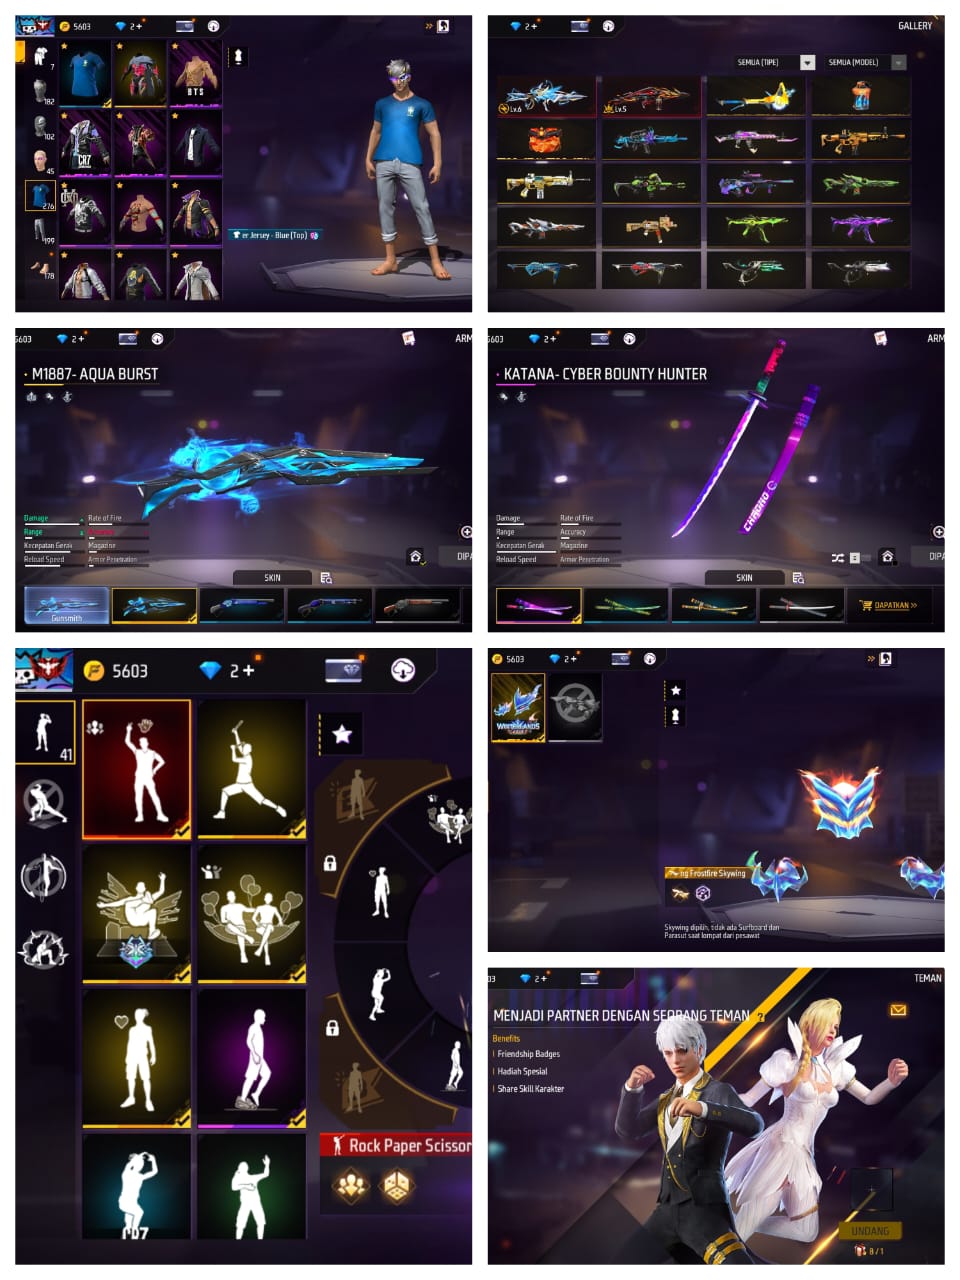 5603
2+
7
182
102
45
276
199
178
BTS
CR7
er Jersey - Blue (Top)
2+
GALLERY
SEMUA (TIPE)
SEMUA (MODEL)
Lv.6
Lv.5
5603
2+
ARM
M1887- AQUA BURST
Damage
Rate of Fire
Range
Accuracy
Kecepatan Gerak
Magazine
Reload Speed
Armor Penetration
DIPA
SKIN
Gunsmith
5603
2+
ARM
KATANA- CYBER BOUNTY HUNTER
CHRONO
Damage
Rate of Fire
Range
Accuracy
Kecepatan Gerak
Magazine
Reload Speed
Armor Penetration
DIPA
SKIN
DAPATKAN >>
5603
2+
41
Rock Paper Scissor
5603
2+
WINTERLANDS
ng Frostfire Skywing
Skywing dipilih, tidak ada Surfboard dan
Parasut saat lompat dari pesawat
03
2+
TEMAN
MENJADI PARTNER DENGAN SEORANG TEMAN ?
Benefits
Friendship Badges
Hadiah Spesial
Share Skill Karakter
UNDANG
8/1